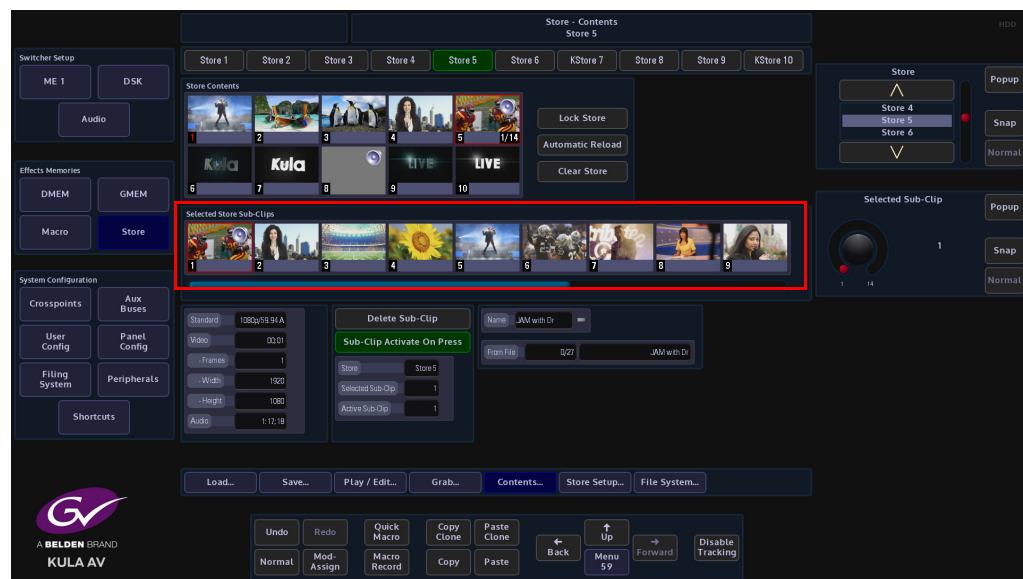 Store - Contents
Store 5
HDD
Switcher Setup
ME 1
DSK
Audio
Effects Memories
DMEM
GMEM
Macro
Store
System Configuration
Crosspoints
Aux
Buses
User
Config
Panel
Config
Filing
System
Peripherals
Shortcuts
Store 1
Store 2
Store 3
Store 4
Store 5
Store 6
KStore 7
Store 8
Store 9
KStore 10
Store Contents
1
2
3
4
5
1/14
Kula
Kula
LIVE
LIVE
6
7
8
9
10
Lock Store
Automatic Reload
Clear Store
Selected Store Sub-Clips
1
2
3
4
5
6
7
8
9
Standard
1080p/59.94 A
Video
00:01
- Frames
1
- Width
1920
- Height
1080
Audio
1:17:18
Delete Sub-Clip
Sub-Clip Activate On Press
Store
Store 5
Selected Sub-Clip
1
Active Sub-Clip
1
Name
JAM with Dr
From File
0/27
JAM with Dr
Store
Store 4
Store 5
Store 6
Popup
Snap
Normal
Selected Sub-Clip
1
1
14
Popup
Snap
Normal
Load...
Save...
Play / Edit...
Grab...
Contents...
Store Setup...
File System...
GV
A BELDEN BRAND
KULA AV
Undo
Redo
Quick
Macro
Copy
Clone
Paste
Clone
Normal
Mod-
Assign
Macro
Record
Copy
Paste
Back
Up
Menu
59
Forward
Disable
Tracking